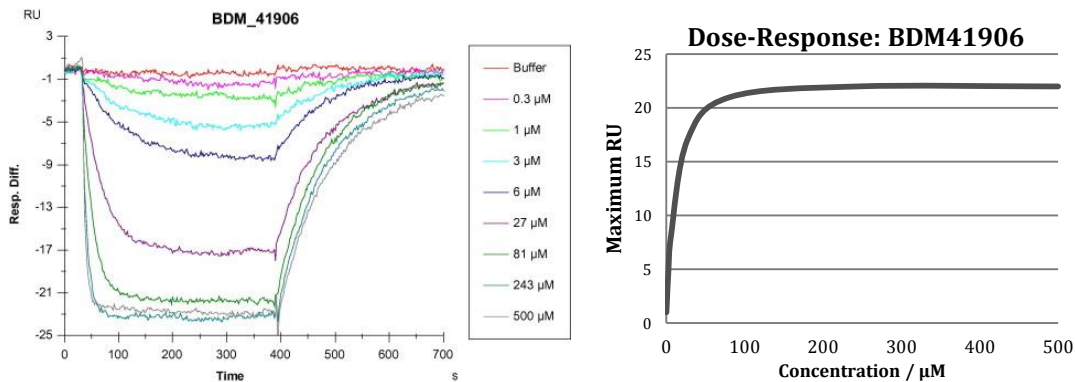 RU
BDM_41906
3
-1
-5
-9
-13
-17
-21
-25
Resp. Diff.
0 100 200 300 400 500 600 700
Time
s
Buffer
0.3 µM
1 µM
3 µM
6 µM
27 µM
81 µM
243 µM
500 µM
Dose-Response: BDM41906
25
20
15
10
5
0
Maximum RU
0 100 200 300 400 500
Concentration / µM